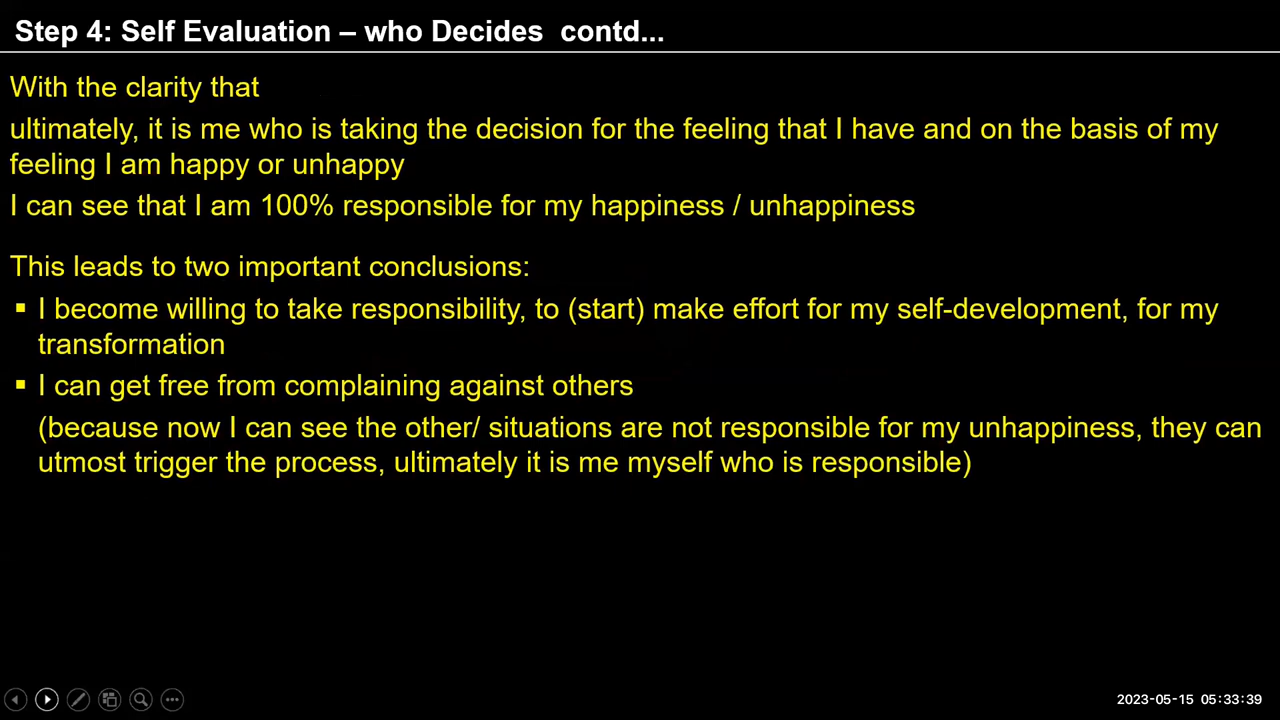 Step 4: Self Evaluation – who Decides contd...
With the clarity that
ultimately, it is me who is taking the decision for the feeling that I have and on the basis of my
feeling I am happy or unhappy
I can see that I am 100% responsible for my happiness / unhappiness
This leads to two important conclusions:
▪ I become willing to take responsibility, to (start) make effort for my self-development, for my
transformation
▪ I can get free from complaining against others
(because now I can see the other/ situations are not responsible for my unhappiness, they can
utmost trigger the process, ultimately it is me myself who is responsible)
2023-05-15 05:33:39